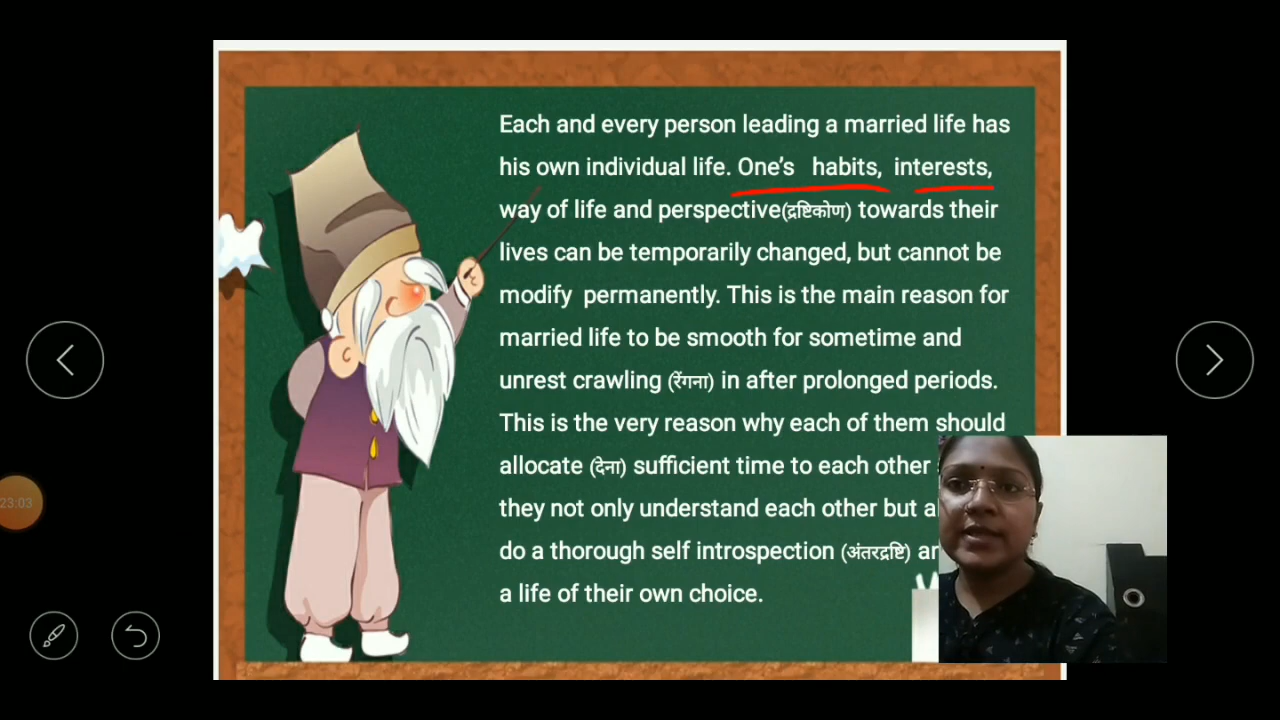 Each and every person leading a married life has
his own individual life. One's habits, interests,
way of life and perspective(द्रष्टिकोण) towards their
lives can be temporarily changed, but cannot be
modify permanently. This is the main reason for
married life to be smooth for sometime and
unrest crawling (रेंगना) in after prolonged periods.
This is the very reason why each of them should
allocate (देना) sufficient time to each other
they not only understand each other but
do a thorough self introspection (अंतरद्रष्टि)
a life of their own choice.
23:03